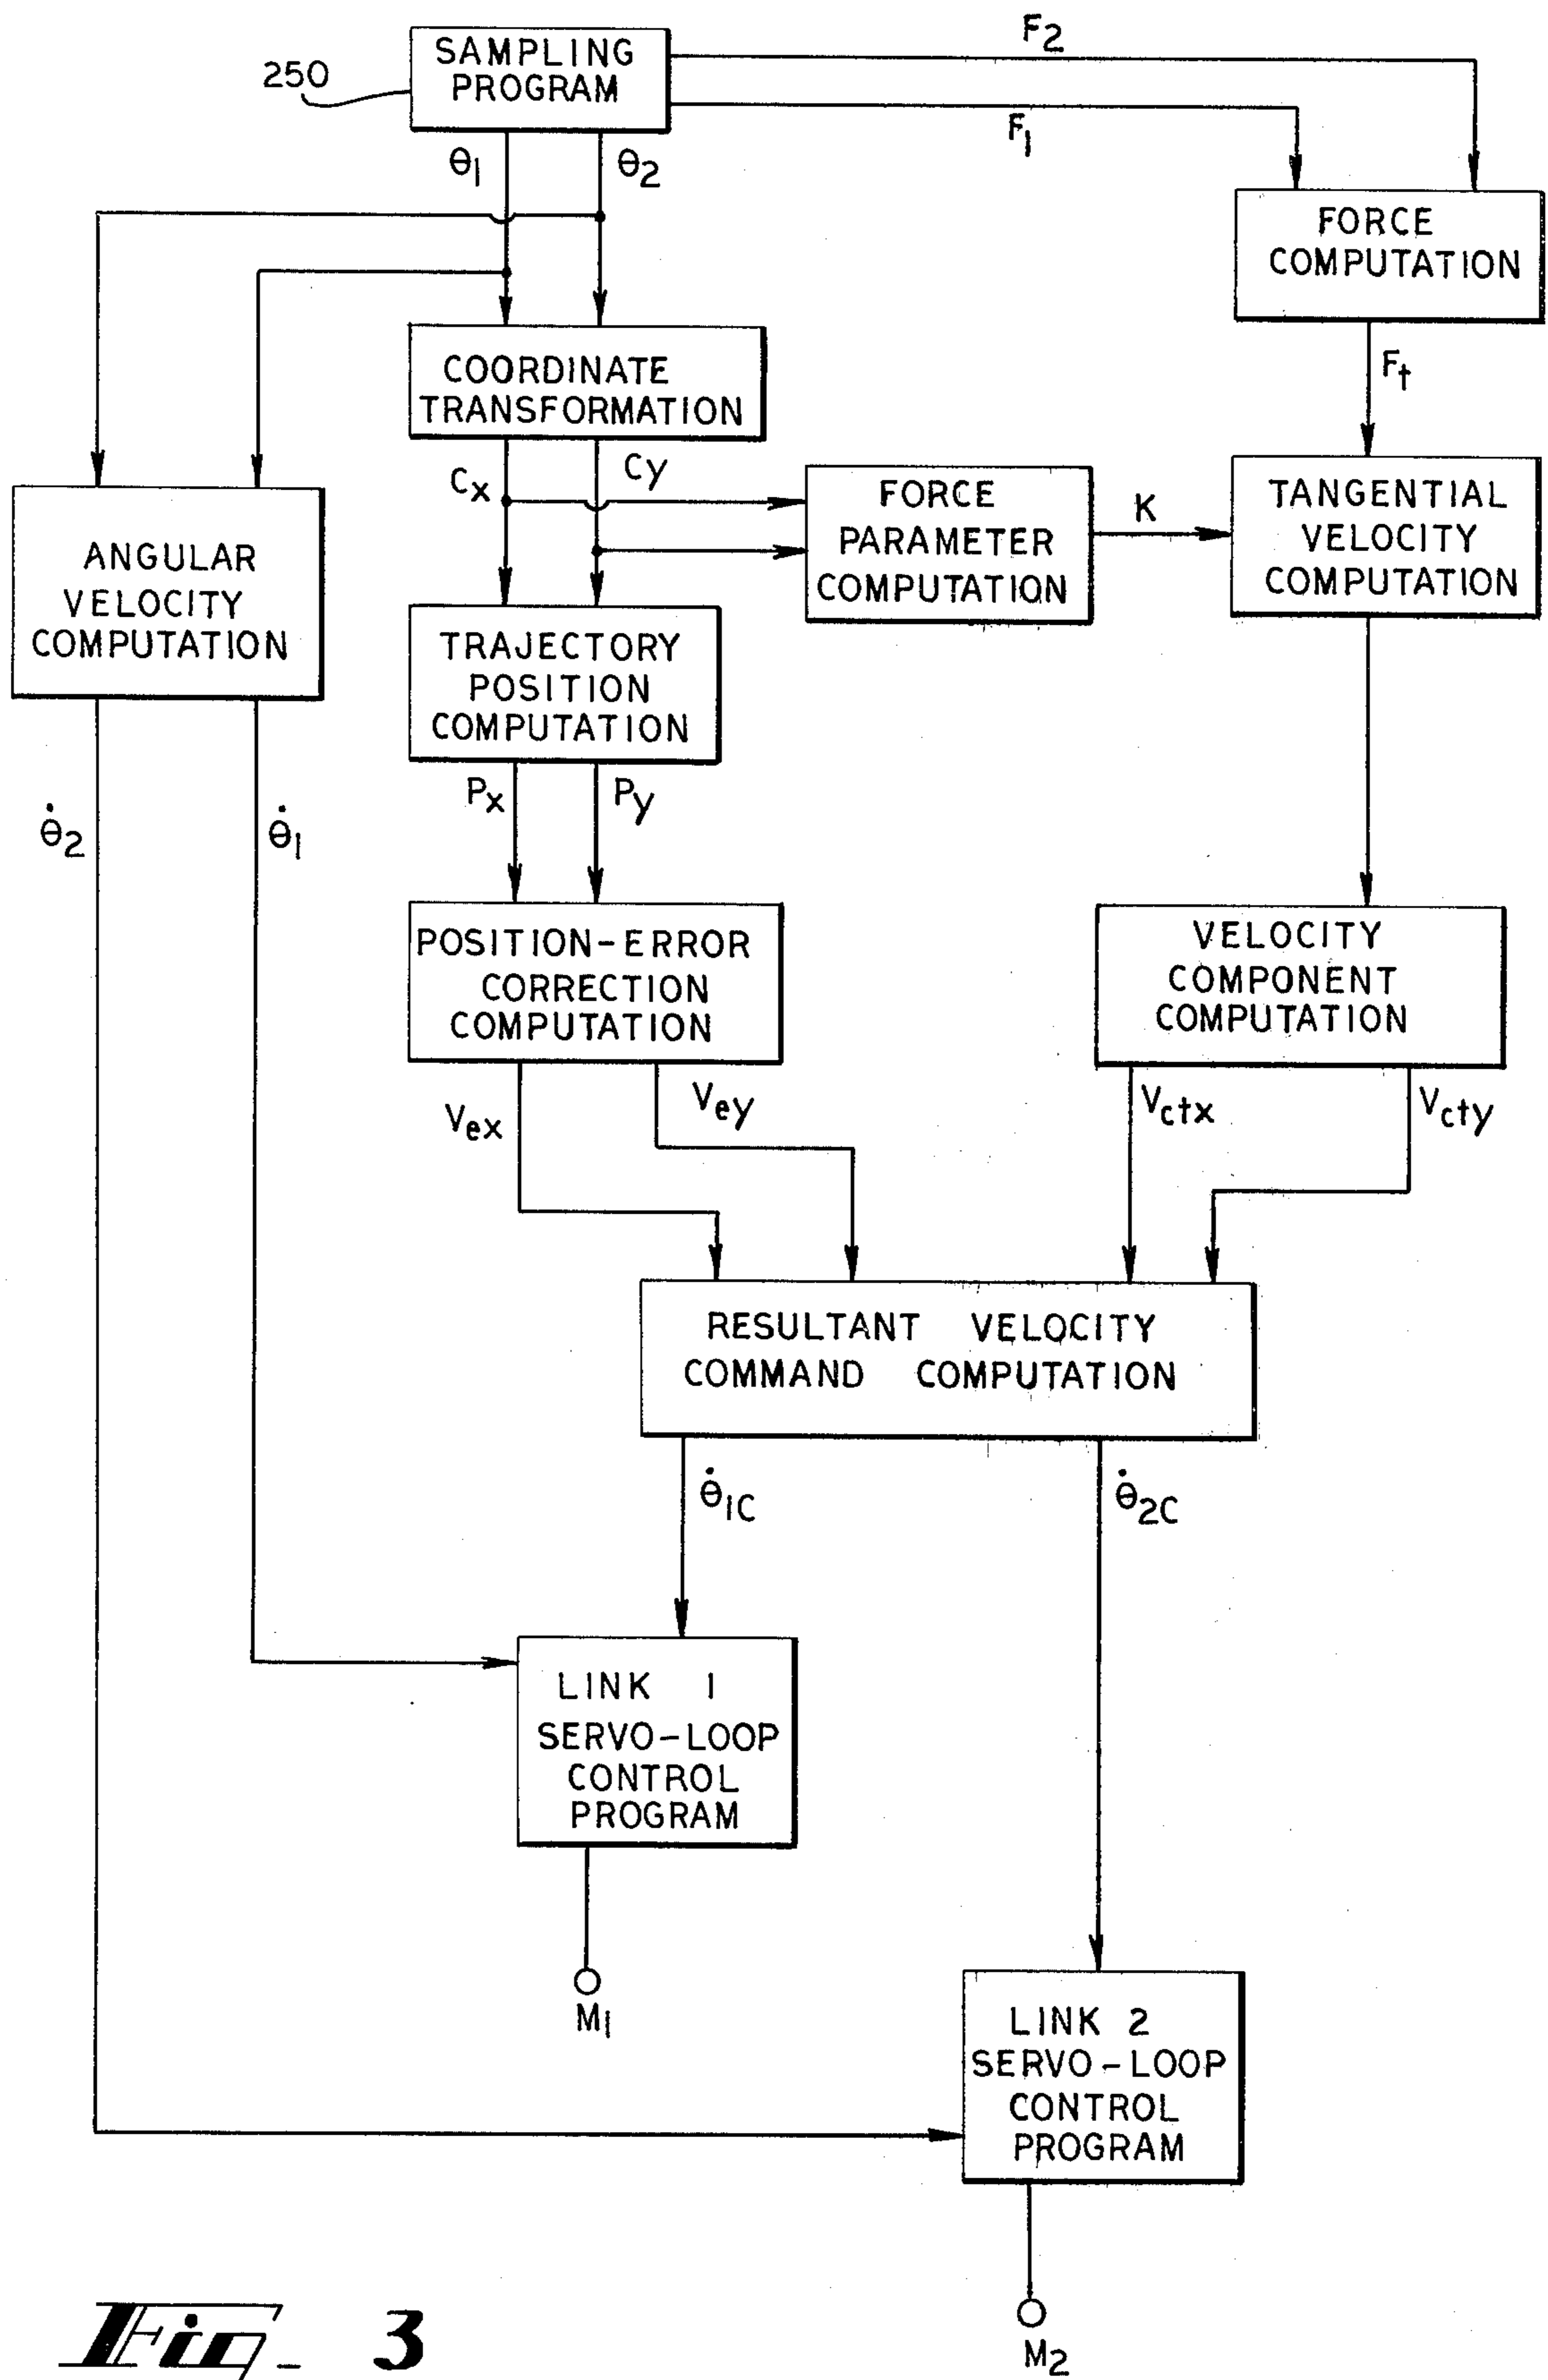 SAMPLING
PROGRAM
250
F2
F1
θ1
θ2
FORCE
COMPUTATION
COORDINATE
TRANSFORMATION
Ft
Cx
Cy
FORCE
PARAMETER
COMPUTATION
K
TANGENTIAL
VELOCITY
COMPUTATION
ANGULAR
VELOCITY
COMPUTATION
TRAJECTORY
POSITION
COMPUTATION
Px
Py
θ̇2
θ̇1
POSITION-ERROR
CORRECTION
COMPUTATION
VELOCITY
COMPONENT
COMPUTATION
Vex
Vey
Vctx
Vcty
RESULTANT VELOCITY
COMMAND COMPUTATION
θ̇1C
θ̇2C
LINK 1
SERVO-LOOP
CONTROL
PROGRAM
M1
LINK 2
SERVO-LOOP
CONTROL
PROGRAM
M2
Fig. 3